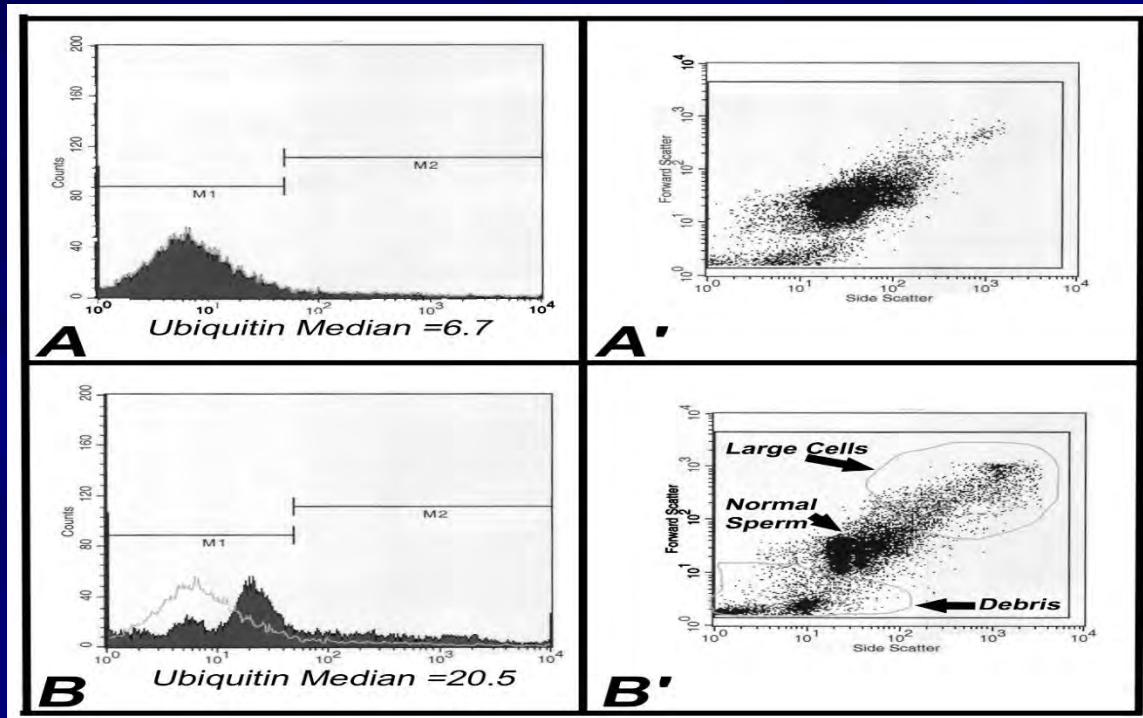 200
160
120
80
40
0
Counts
M1
M2
10⁰ 10¹ 10² 10³ 10⁴
Ubiquitin Median =6.7
A
10⁴
10³
10²
10¹
10⁰
Forward Scatter
10⁰ 10¹ 10² 10³ 10⁴
Side Scatter
A'
200
160
120
80
40
0
Counts
M1
M2
10⁰ 10¹ 10² 10³ 10⁴
Ubiquitin Median =20.5
B
10⁴
10³
10²
10¹
10⁰
Forward Scatter
Large Cells
Normal
Sperm
Debris
10⁰ 10¹ 10² 10³ 10⁴
Side Scatter
B'